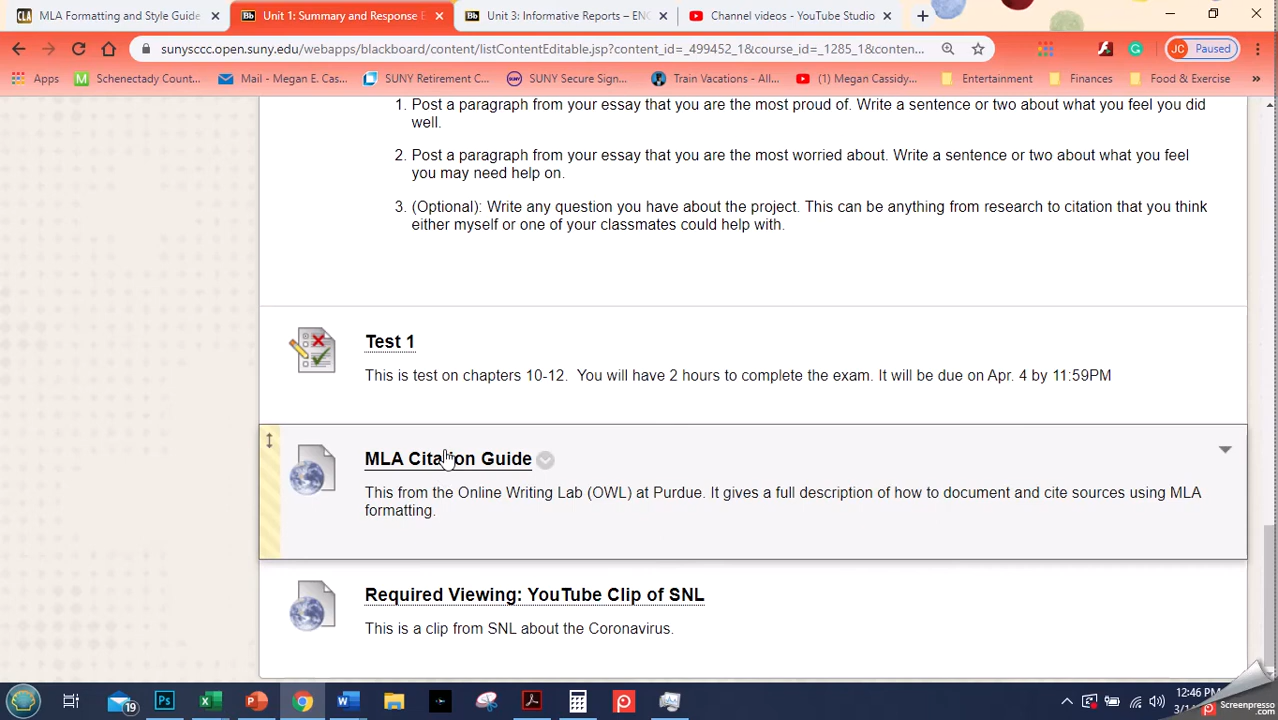 MLA Formatting and Style Guide
Unit 1: Summary and Response E
Unit 3: Informative Reports – EN
Channel videos - YouTube Studio
sunysccc.open.suny.edu/webapps/blackboard/content/listContentEditable.jsp?content_id=_499452_1&course_id=_1285_1&conten...
JC Paused
Apps
Schenectady Count...
Mail - Megan E. Cas...
SUNY Retirement C...
SUNY Secure Sign...
Train Vacations - All...
(1) Megan Cassidy...
Entertainment
Finances
Food & Exercise
1. Post a paragraph from your essay that you are the most proud of. Write a sentence or two about what you feel you did
well.
2. Post a paragraph from your essay that you are the most worried about. Write a sentence or two about what you feel
you may need help on.
3. (Optional): Write any question you have about the project. This can be anything from research to citation that you think
either myself or one of your classmates could help with.
Test 1
This is test on chapters 10-12. You will have 2 hours to complete the exam. It will be due on Apr. 4 by 11:59PM
MLA Citation Guide
This from the Online Writing Lab (OWL) at Purdue. It gives a full description of how to document and cite sources using MLA
formatting.
Required Viewing: YouTube Clip of SNL
This is a clip from SNL about the Coronavirus.
19
12:46 PM
Screenpresso
.com